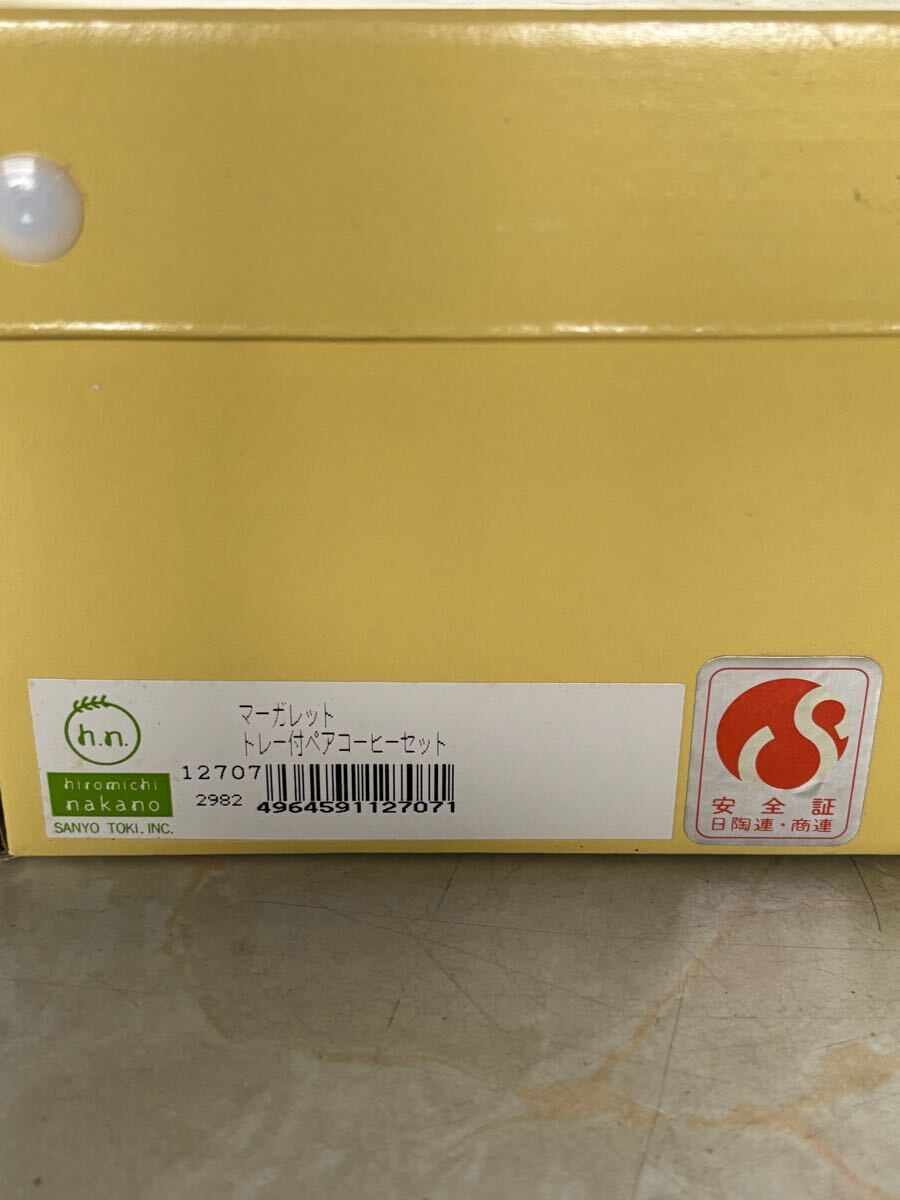 h.n.
hiromichi
nakano
SANYO TOKI, INC.
マーガレット
トレー付ペアコーヒーセット
12707
2982
4964591127071
安全証
日陶連・商連